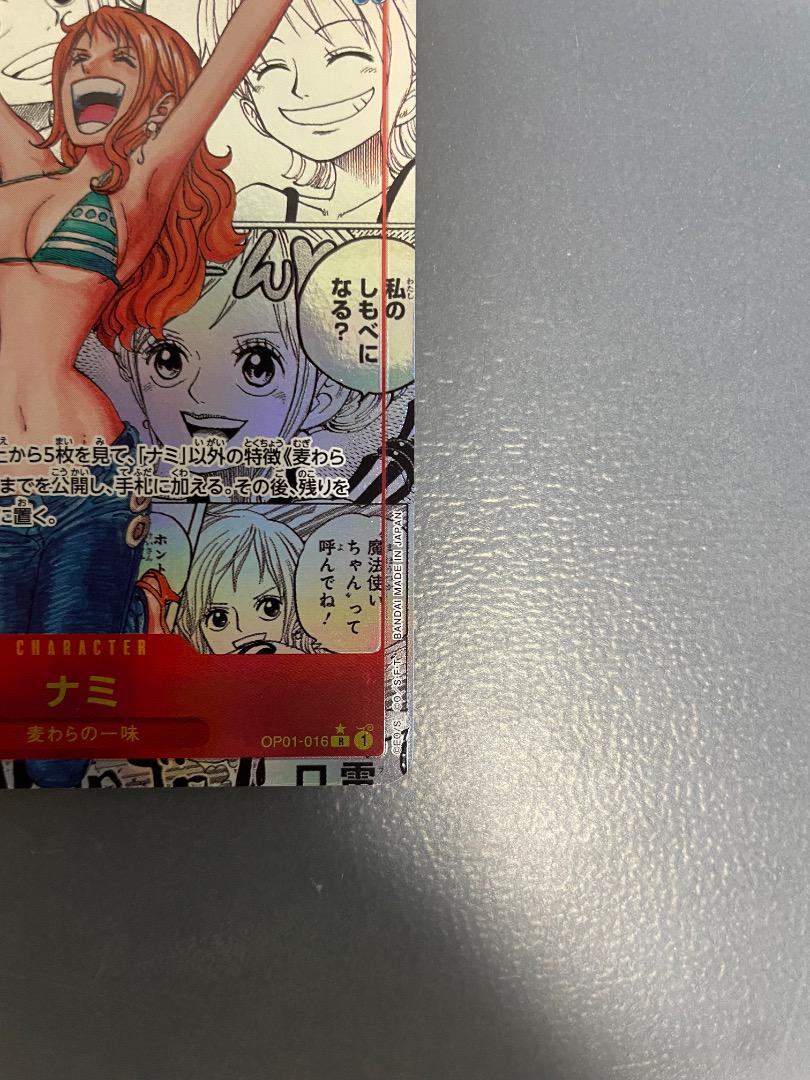 私の
わたし
しもべに
なる？
から5枚を見て、「ナミ」以外の特徴《麦わら
までを公開し、手札に加える。その後、残りを
に置く。
ホント
魔法使い
ちゃんって
呼んでね！
CHARACTER
ナミ
麦わらの一味
OP01-016 R 1
©E.O./S. ©O./S.F.T. BANDAI MADE IN JAPAN